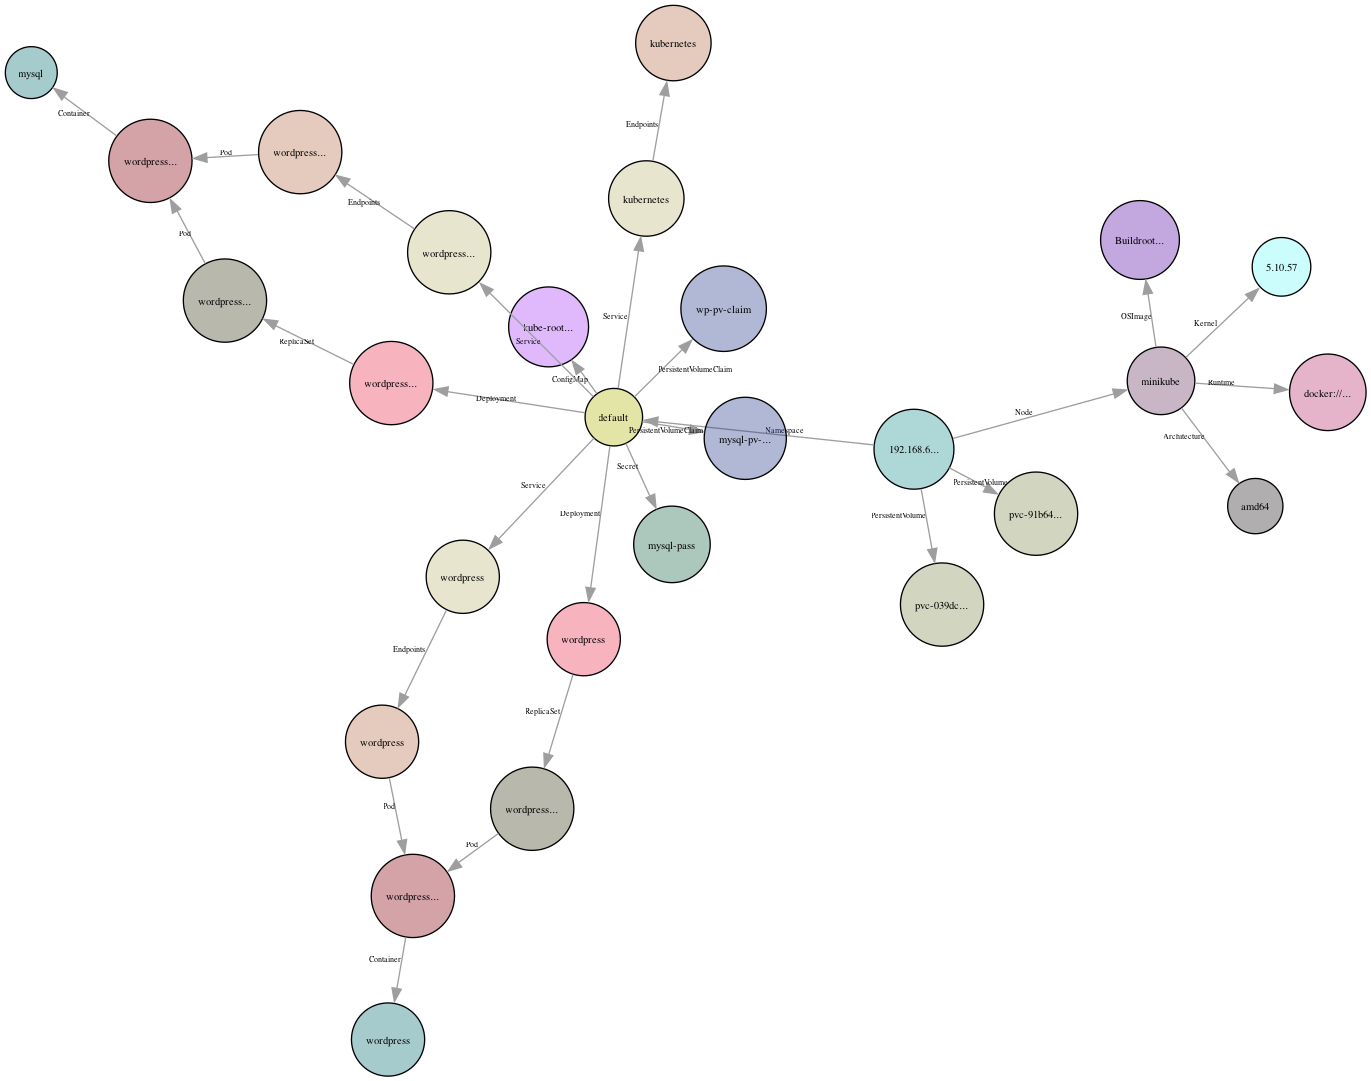 kubernetes
mysql
Container
Endpoints
wordpress...
Pod
wordpress...
Endpoints
kubernetes
Pod
wordpress...
Buildroot...
5.10.57
wordpress...
wp-pv-claim
OSImage
Service
Kernel
kube-root...
Service
ReplicaSet
PersistentVolumeClaim
ConfigMap
wordpress...
minikube
Runtime
docker://...
Deployment
default
Node
PersistentVolumeClaim
Namespace
mysql-pv-...
Architecture
192.168.6...
Secret
PersistentVolume
Service
amd64
Deployment
PersistentVolume
pvc-91b64...
mysql-pass
wordpress
pvc-039dc...
wordpress
Endpoints
ReplicaSet
wordpress
Pod
wordpress...
Pod
wordpress...
Container
wordpress